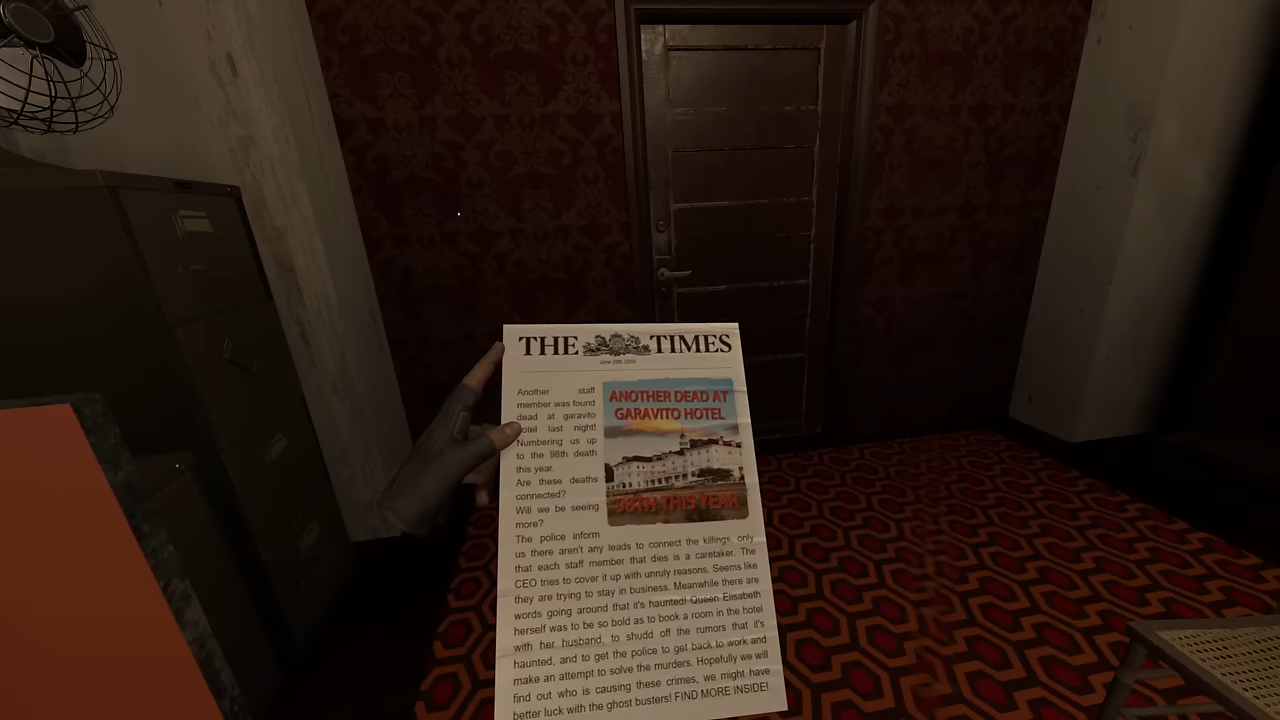 THE TIMES
Another staff
member was found
dead at garavito
otel last night!
Numbering us up
to the 98th death
this year.
Are these deaths
connected?
Will we be seeing
more?
The police inform
us there aren't any leads to connect the killings, only
that each staff member that dies is a caretaker. The
CEO tries to cover it up with unruly reasons. Seems like
they are trying to stay in business. Meanwhile there are
words going around that it's haunted! Queen Elisabeth
herself was to be so bold as to book a room in the hotel
with her husband, to shudd off the rumors that it's
haunted, and to get the police to get back to work and
make an attempt to solve the murders. Hopefully we will
find out who is causing these crimes, we might have
better luck with the ghost busters! FIND MORE INSIDE!
ANOTHER DEAD AT
GARAVITO HOTEL
98TH THIS YEAR